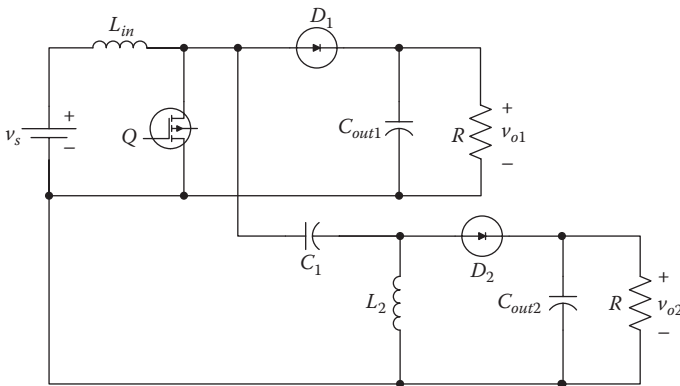 L_in
D_1
v_s
+
−
Q
C_out1
R
+
v_o1
−
C_1
D_2
L_2
C_out2
R
+
v_o2
−